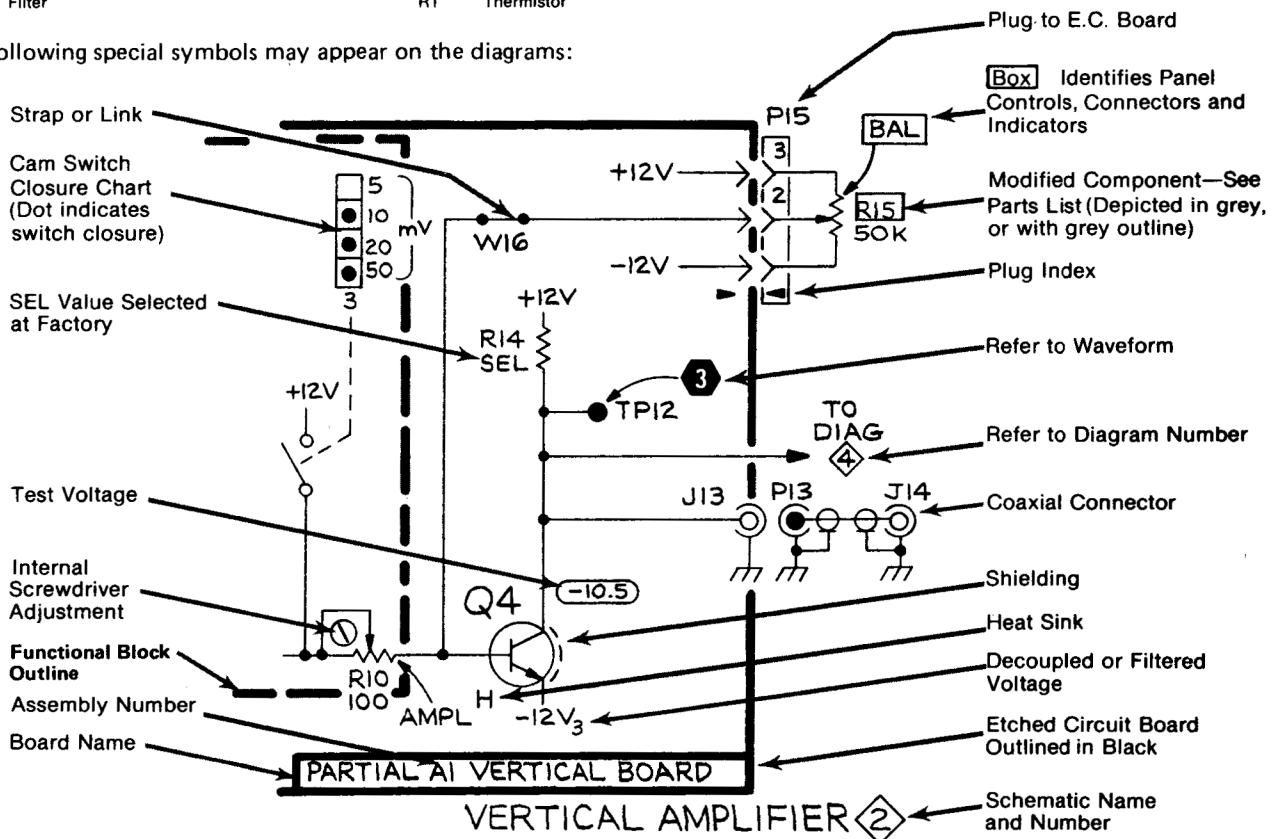 Filter
RT Thermistor
ollowing special symbols may appear on the diagrams:
Strap or Link
Cam Switch
Closure Chart
(Dot indicates
switch closure)
SEL Value Selected
at Factory
Test Voltage
Internal
Screwdriver
Adjustment
Functional Block
Outline
Assembly Number
Board Name
5
10
20
50
mV
3
+12V
R10
100
AMPL
+12V
W16
-12V
+12V
R14
SEL
TP12
3
-10.5
Q4
H
-12V3
P15
3
2
BAL
R15
50K
TO
DIAG
4
J13
P13
J14
PARTIAL A1 VERTICAL BOARD
VERTICAL AMPLIFIER 2
Plug to E.C. Board
Box Identifies Panel
Controls, Connectors and
Indicators
Modified Component—See
Parts List (Depicted in grey,
or with grey outline)
Plug Index
Refer to Waveform
Refer to Diagram Number
Coaxial Connector
Shielding
Heat Sink
Decoupled or Filtered
Voltage
Etched Circuit Board
Outlined in Black
Schematic Name
and Number